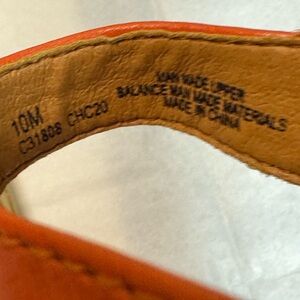 10M
C31808 CHC20
MAN MADE UPPER
BALANCE MAN MADE MATERIALS
MADE IN CHINA